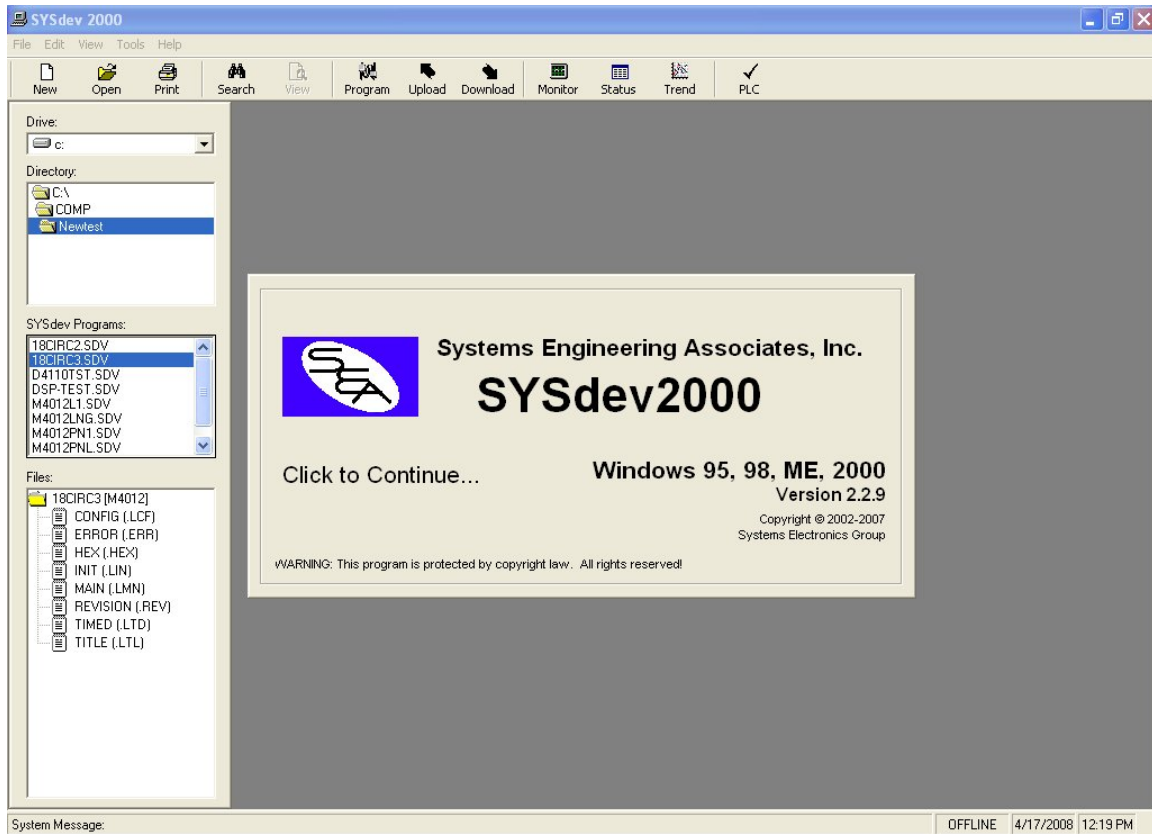 SYSdev 2000
File Edit View Tools Help
New Open Print Search View Program Upload Download Monitor Status Trend PLC
Drive:
c:
Directory:
C:\
COMP
Newtest
SYSdev Programs:
18CIRC2.SDV
18CIRC3.SDV
D4110TST.SDV
DSP-TEST.SDV
M4012L1.SDV
M4012LNG.SDV
M4012PN1.SDV
M4012PNL.SDV
Files:
18CIRC3 [M4012]
CONFIG (.LCF)
ERROR (.ERR)
HEX (.HEX)
INIT (.LIN)
MAIN (.LMN)
REVISION (.REV)
TIMED (.LTD)
TITLE (.LTL)
SEA
Systems Engineering Associates, Inc.
SYSdev2000
Click to Continue...
Windows 95, 98, ME, 2000
Version 2.2.9
Copyright © 2002-2007
Systems Electronics Group
WARNING: This program is protected by copyright law. All rights reserved!
System Message:
OFFLINE 4/17/2008 12:19 PM